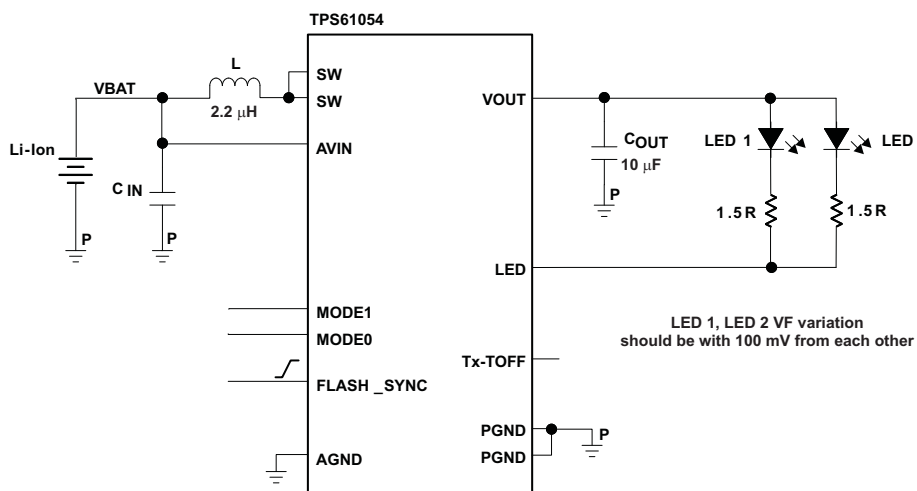 TPS61054
L
SW
VBAT
SW
VOUT
2.2 μH
Li-Ion
AVIN
LED 1
LED
COUT
10 μF
C IN
P
1.5R
1.5R
P
P
LED
MODE1
MODE0
LED 1, LED 2 VF variation
should be with 100 mV from each other
Tx-TOFF
FLASH _SYNC
PGND
P
AGND
PGND